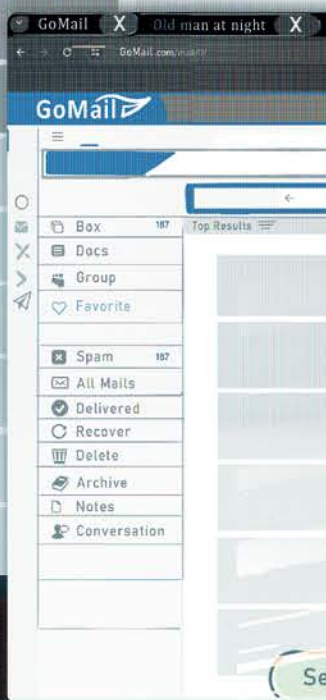 GoMail X Old man at night X
GoMail.com
GoMail
Box 187
Top Results
Docs
Group
Favorite
Spam 187
All Mails
Delivered
Recover
Delete
Archive
Notes
Conversation
Se